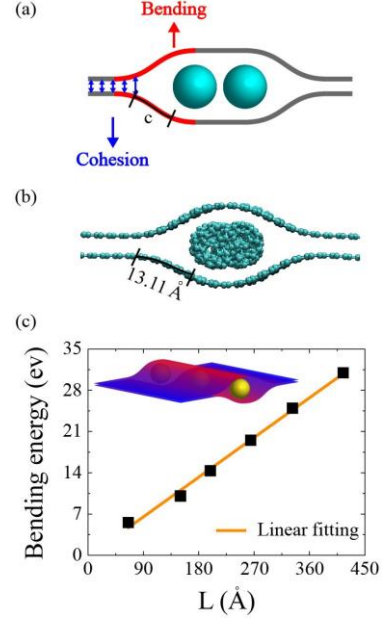 (a)
Bending
c
Cohesion
(b)
13.11 Å
(c)
Bending energy (ev)
35
28
21
14
7
0
Linear fitting
0 90 180 270 360 450
L (Å)